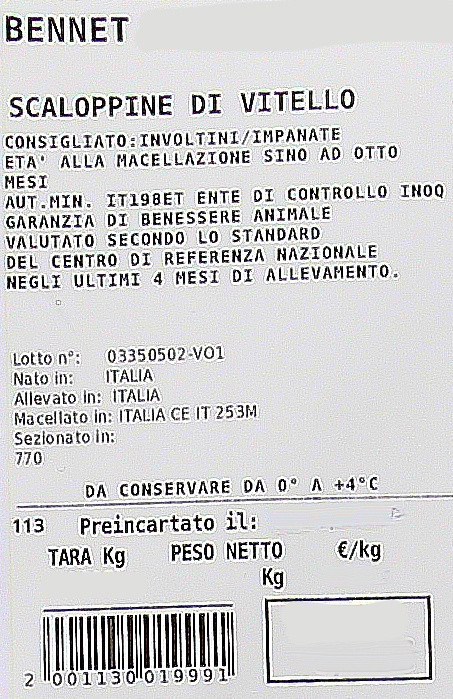 BENNET
SCALOPPINE DI VITELLO
CONSIGLIATO:INVOLTINI/IMPANATE
ETA' ALLA MACELLAZIONE SINO AD OTTO
MESI
AUT.MIN. IT198ET ENTE DI CONTROLLO INOQ
GARANZIA DI BENESSERE ANIMALE
VALUTATO SECONDO LO STANDARD
DEL CENTRO DI REFERENZA NAZIONALE
NEGLI ULTIMI 4 MESI DI ALLEVAMENTO.
Lotto n°: 03350502-VO1
Nato in: ITALIA
Allevato in: ITALIA
Macellato in: ITALIA CE IT 253M
Sezionato in:
770
DA CONSERVARE DA 0° A +4°C
113 Preincartato il:
TARA Kg PESO NETTO €/kg
Kg
2 001130 019991